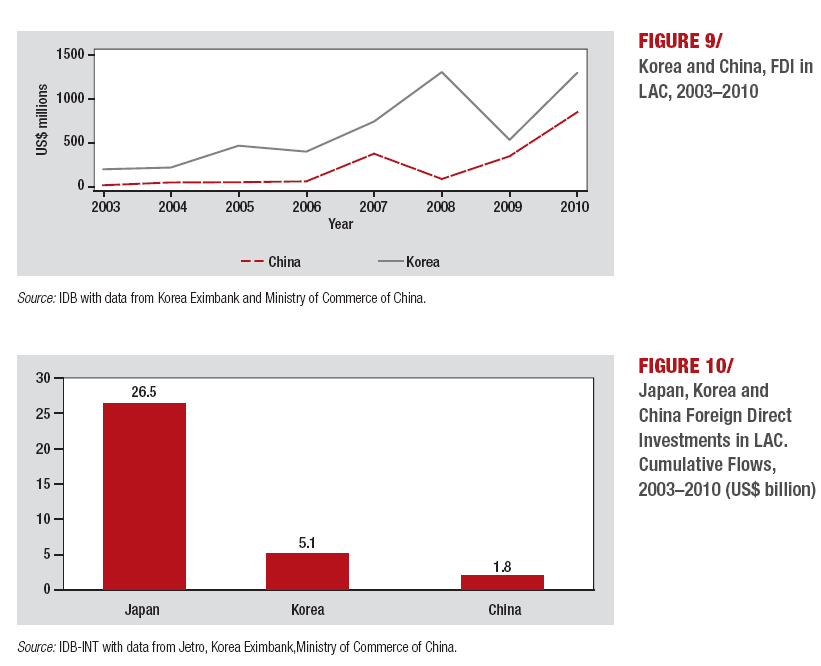 FIGURE 9/
Korea and China, FDI in
LAC, 2003–2010
US$ millions
1500
1000
500
0
2003 2004 2005 2006 2007 2008 2009 2010
Year
China Korea
Source: IDB with data from Korea Eximbank and Ministry of Commerce of China.
FIGURE 10/
Japan, Korea and
China Foreign Direct
Investments in LAC.
Cumulative Flows,
2003–2010 (US$ billion)
30
25
20
15
10
5
0
26.5
5.1
1.8
Japan Korea China
Source: IDB-INT with data from Jetro, Korea Eximbank,Ministry of Commerce of China.